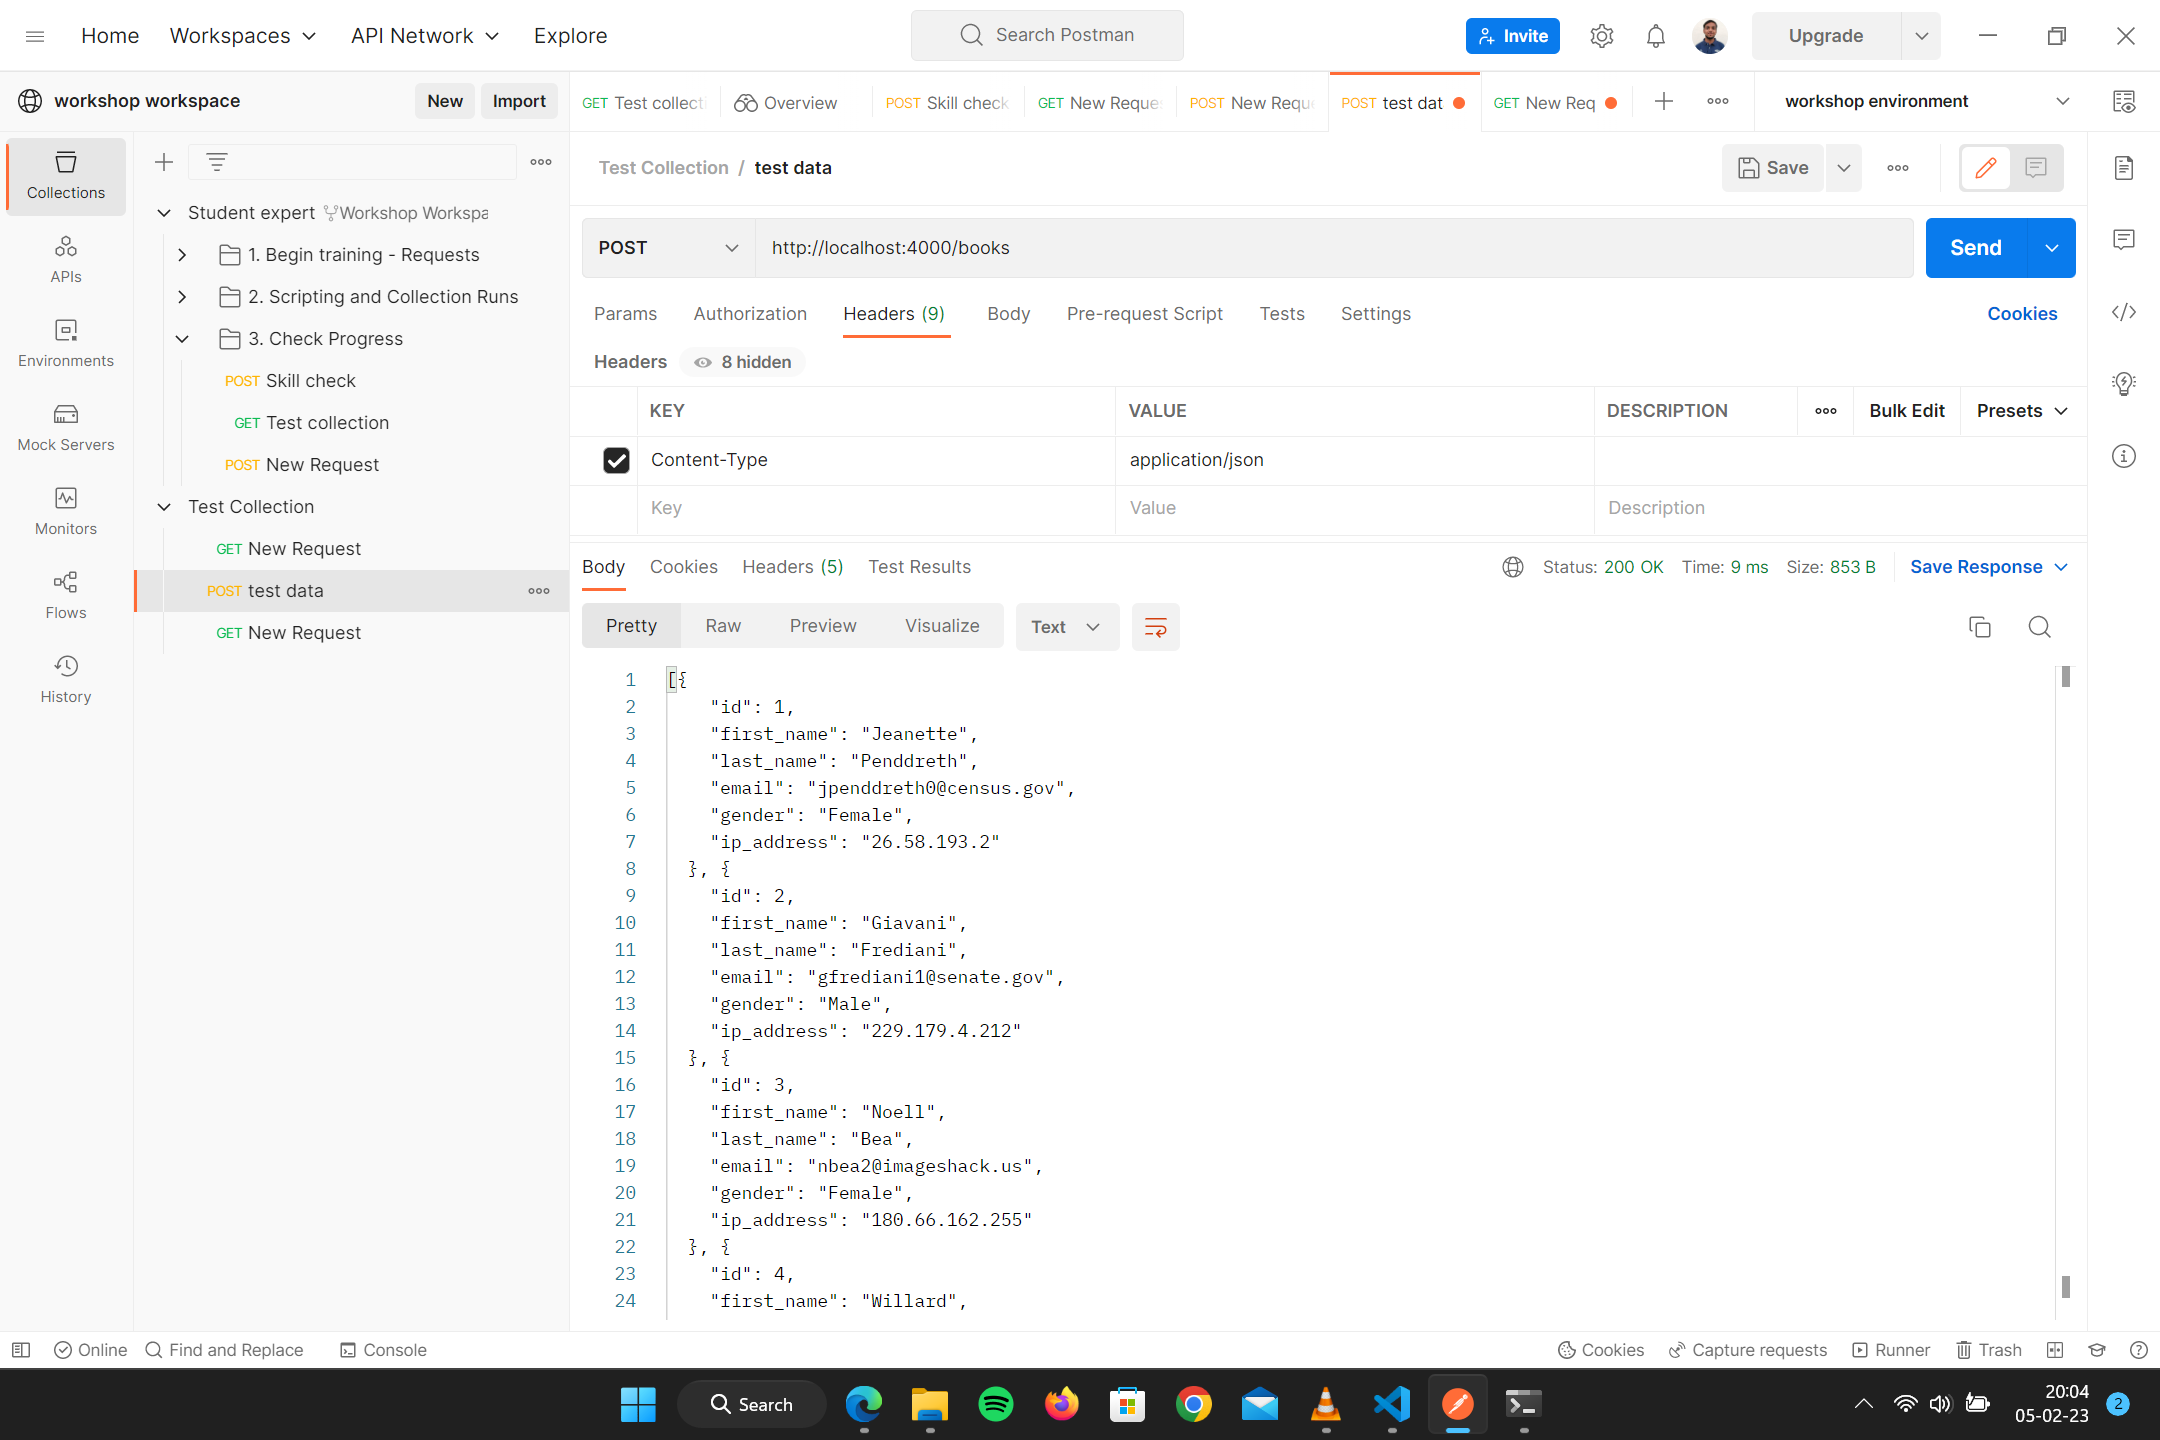 Home Workspaces API Network Explore Search Postman Invite Upgrade
workshop workspace New Import
GET Test collecti Overview POST Skill check GET New Reques POST New Requ POST test dat GET New Req workshop environment
Collections
APIs
Environments
Mock Servers
Monitors
Flows
History
Student expert Workshop Workspa
1. Begin training - Requests
2. Scripting and Collection Runs
3. Check Progress
POST Skill check
GET Test collection
POST New Request
Test Collection
GET New Request
POST test data
GET New Request
Test Collection / test data Save
POST http://localhost:4000/books Send
Params Authorization Headers (9) Body Pre-request Script Tests Settings Cookies
Headers 8 hidden
KEY VALUE DESCRIPTION Bulk Edit Presets
Content-Type application/json
Key Value Description
Body Cookies Headers (5) Test Results Status: 200 OK Time: 9 ms Size: 853 B Save Response
Pretty Raw Preview Visualize Text
1 [{
2 "id": 1,
3 "first_name": "Jeanette",
4 "last_name": "Penddreth",
5 "email": "jpenddreth0@census.gov",
6 "gender": "Female",
7 "ip_address": "26.58.193.2"
8 }, {
9 "id": 2,
10 "first_name": "Giavani",
11 "last_name": "Frediani",
12 "email": "gfrediani1@senate.gov",
13 "gender": "Male",
14 "ip_address": "229.179.4.212"
15 }, {
16 "id": 3,
17 "first_name": "Noell",
18 "last_name": "Bea",
19 "email": "nbea2@imageshack.us",
20 "gender": "Female",
21 "ip_address": "180.66.162.255"
22 }, {
23 "id": 4,
24 "first_name": "Willard",
Online Find and Replace Console Cookies Capture requests Runner Trash
Search
20:04
05-02-23
2